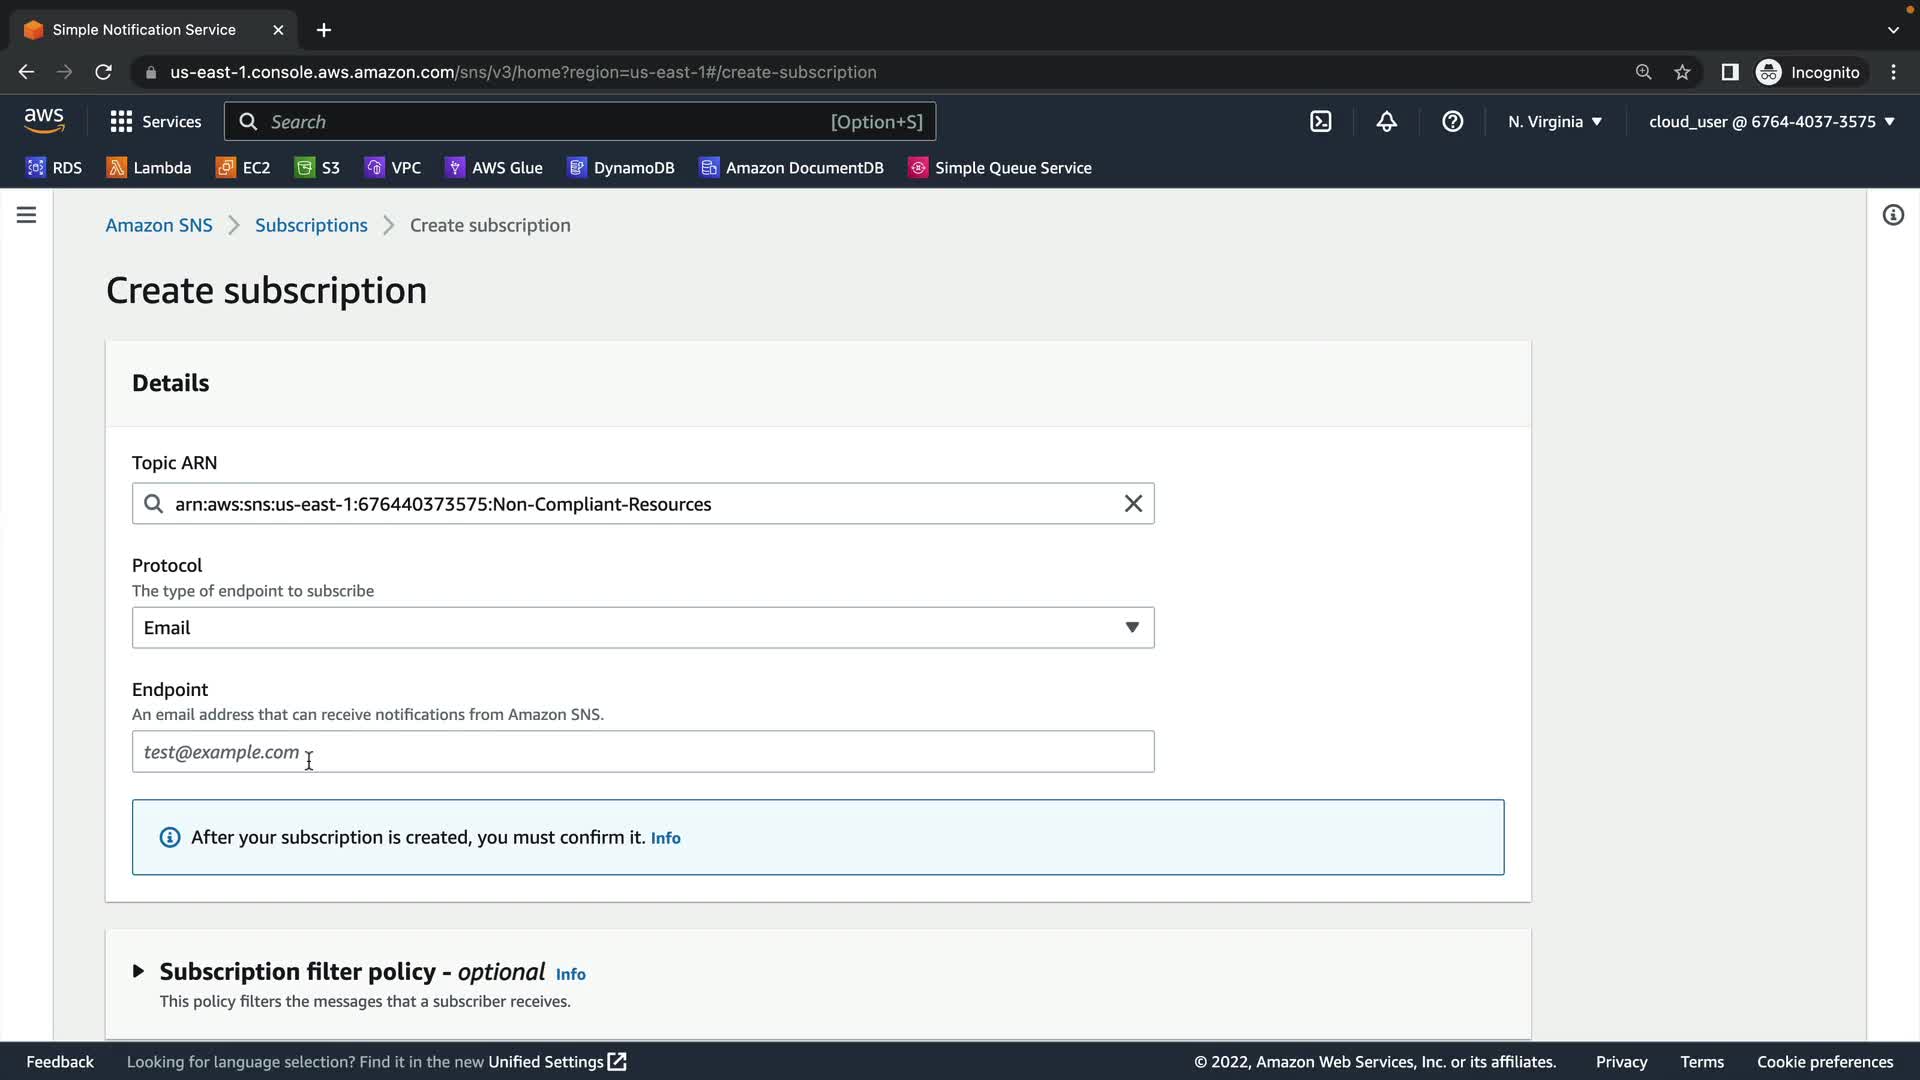 Simple Notification Service
us-east-1.console.aws.amazon.com/sns/v3/home?region=us-east-1#/create-subscription
Incognito
aws
Services
Search
[Option+S]
N. Virginia
cloud_user @ 6764-4037-3575
RDS
Lambda
EC2
S3
VPC
AWS Glue
DynamoDB
Amazon DocumentDB
Simple Queue Service
Amazon SNS
Subscriptions
Create subscription
Create subscription
Details
Topic ARN
arn:aws:sns:us-east-1:676440373575:Non-Compliant-Resources
Protocol
The type of endpoint to subscribe
Email
Endpoint
An email address that can receive notifications from Amazon SNS.
test@example.com
After your subscription is created, you must confirm it. Info
Subscription filter policy - optional Info
This policy filters the messages that a subscriber receives.
Feedback
Looking for language selection? Find it in the new Unified Settings
© 2022, Amazon Web Services, Inc. or its affiliates.
Privacy
Terms
Cookie preferences